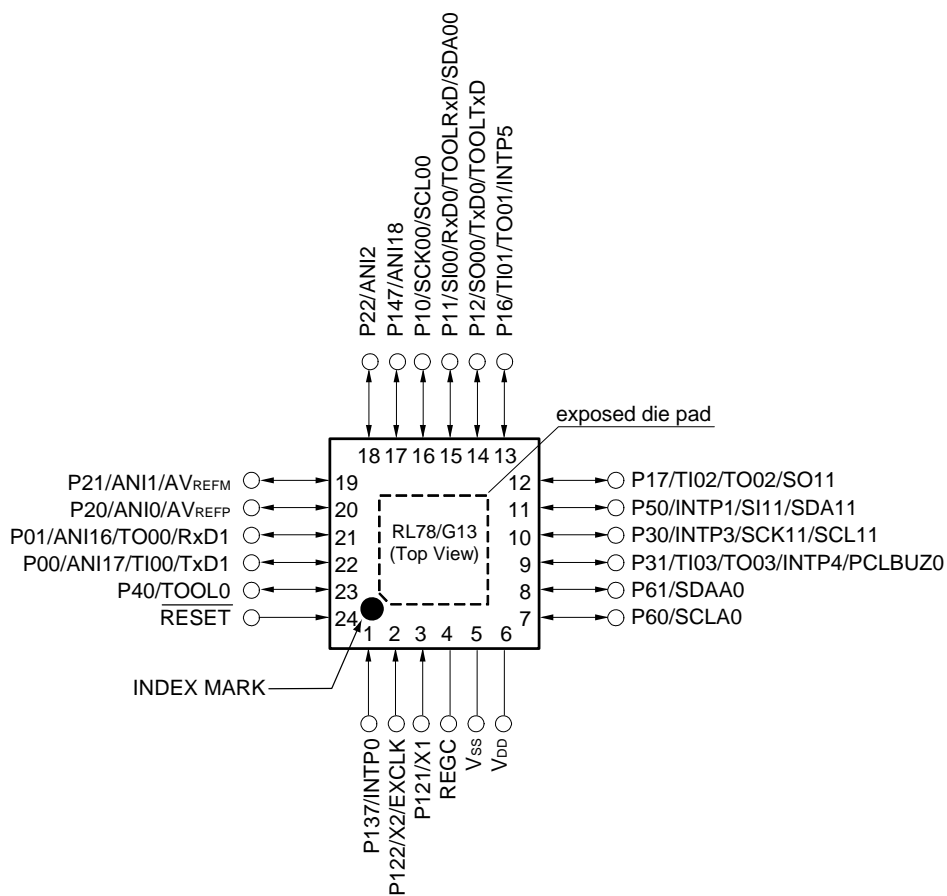 P22/ANI2
P147/ANI18
P10/SCK00/SCL00
P11/SI00/RxD0/TOOLRxD/SDA00
P12/SO00/TxD0/TOOLTxD
P16/TI01/TO01/INTP5
exposed die pad
18 17 16 15 14 13
P21/ANI1/AVREFM 19
P20/ANI0/AVREFP 20
P01/ANI16/TO00/RxD1 21
P00/ANI17/TI00/TxD1 22
P40/TOOL0 23
RESET 24
RL78/G13
(Top View)
12 P17/TI02/TO02/SO11
11 P50/INTP1/SI11/SDA11
10 P30/INTP3/SCK11/SCL11
9 P31/TI03/TO03/INTP4/PCLBUZ0
8 P61/SDAA0
7 P60/SCLA0
1 2 3 4 5 6
INDEX MARK
P137/INTP0
P122/X2/EXCLK
P121/X1
REGC
VSS
VDD